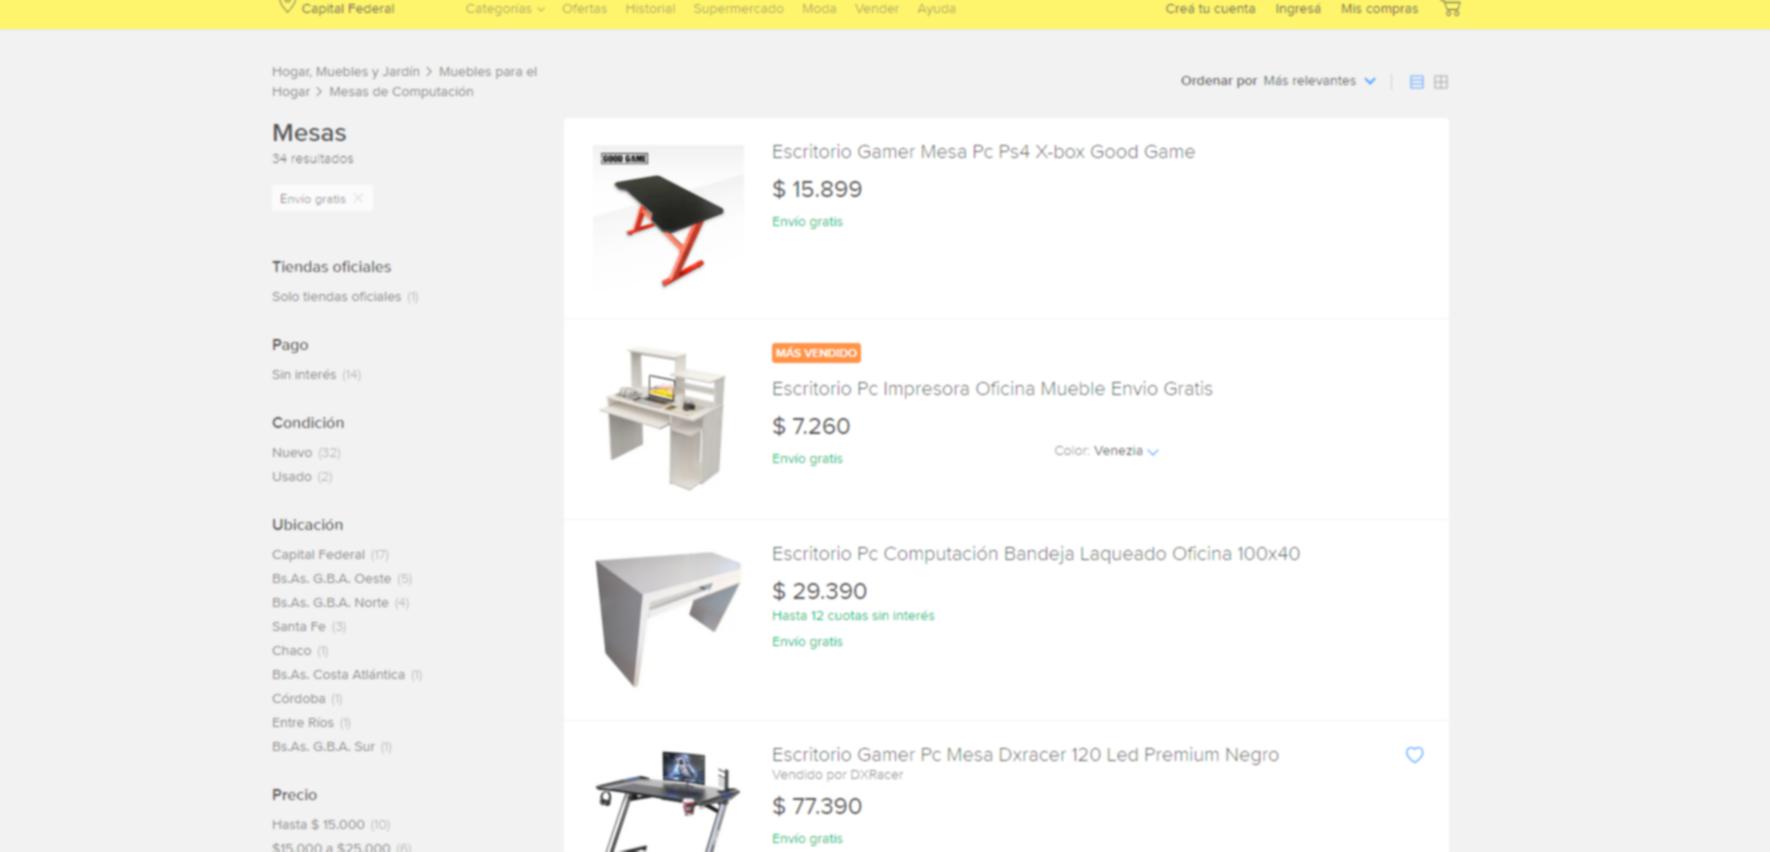 Capital Federal
Categorías Ofertas Historial Supermercado Moda Vender Ayuda
Creá tu cuenta Ingresá Mis compras
Hogar, Muebles y Jardín > Muebles para el
Hogar > Mesas de Computación
Ordenar por Más relevantes
Mesas
34 resultados
Envío gratis
Tiendas oficiales
Solo tiendas oficiales (1)
Pago
Sin interés (14)
Condición
Nuevo (32)
Usado (2)
Ubicación
Capital Federal (17)
Bs.As. G.B.A. Oeste (5)
Bs.As. G.B.A. Norte (4)
Santa Fe (3)
Chaco (1)
Bs.As. Costa Atlántica (1)
Córdoba (1)
Entre Ríos (1)
Bs.As. G.B.A. Sur (1)
Precio
Hasta $ 15.000 (10)
$15.000 a $25.000 (6)
GOOD GAME
Escritorio Gamer Mesa Pc Ps4 X-box Good Game
$ 15.899
Envío gratis
MÁS VENDIDO
Escritorio Pc Impresora Oficina Mueble Envio Gratis
$ 7.260
Envío gratis
Color: Venezia
Escritorio Pc Computación Bandeja Laqueado Oficina 100x40
$ 29.390
Hasta 12 cuotas sin interés
Envío gratis
Escritorio Gamer Pc Mesa Dxracer 120 Led Premium Negro
Vendido por DXRacer
$ 77.390
Envío gratis